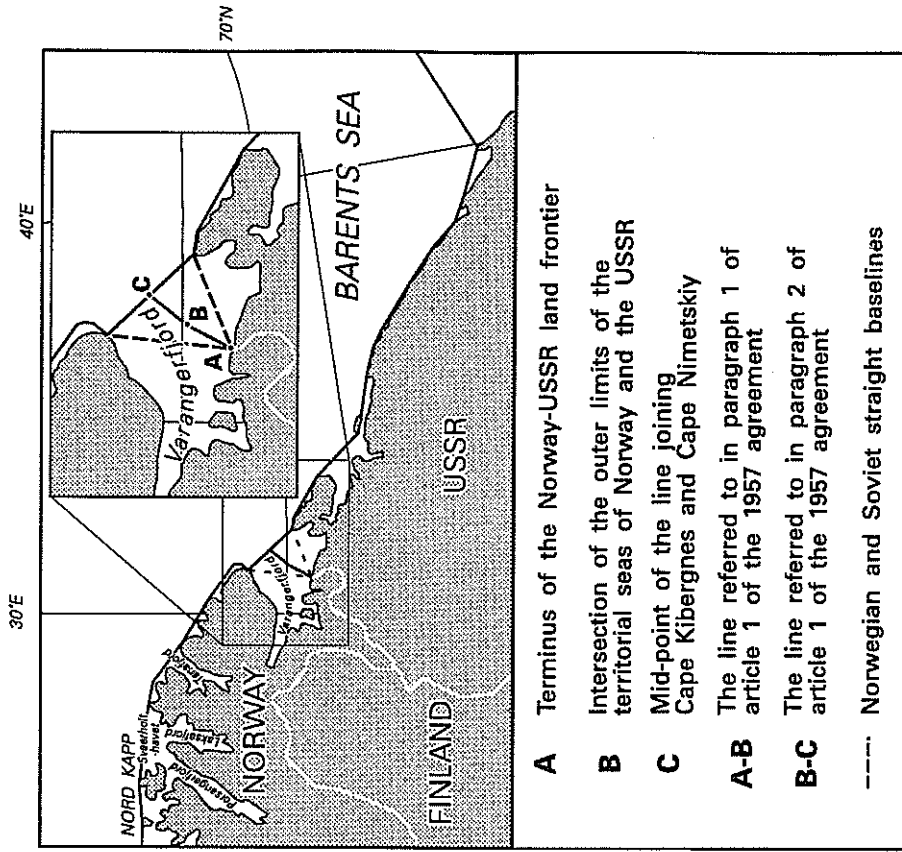 30°E
40°E
70°N
NORD KAPP
Sværholt
havet
Porsangerfjord
Laksefjord
Tanafjord
NORWAY
FINLAND
USSR
BARENTS SEA
Varangerfjord
Varangerfjord
A
B
C
A Terminus of the Norway-USSR land frontier
B Intersection of the outer limits of the
territorial seas of Norway and the USSR
C Mid-point of the line joining
Cape Kibergnes and Cape Nimetskiy
A-B The line referred to in paragraph 1 of
article 1 of the 1957 agreement
B-C The line referred to in paragraph 2 of
article 1 of the 1957 agreement
---- Norwegian and Soviet straight baselines